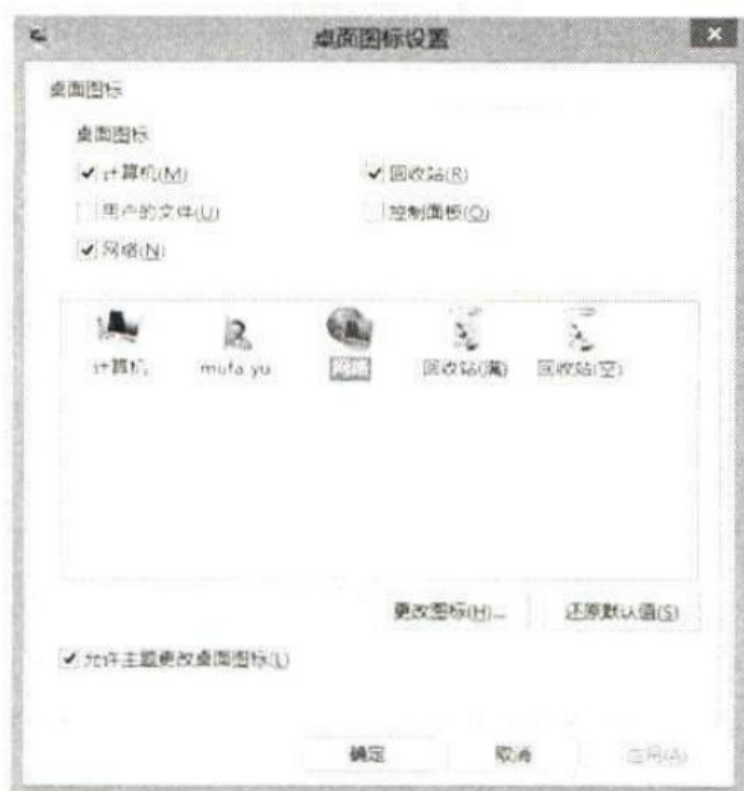 桌面图标设置
桌面图标
桌面图标
计算机(M) 回收站(R)
用户的文件(U) 控制面板(O)
网络(N)
计算机 mufa yu 网络 回收站(满) 回收站(空)
更改图标(H)... 还原默认值(S)
允许主题更改桌面图标(L)
确定 取消 应用(A)